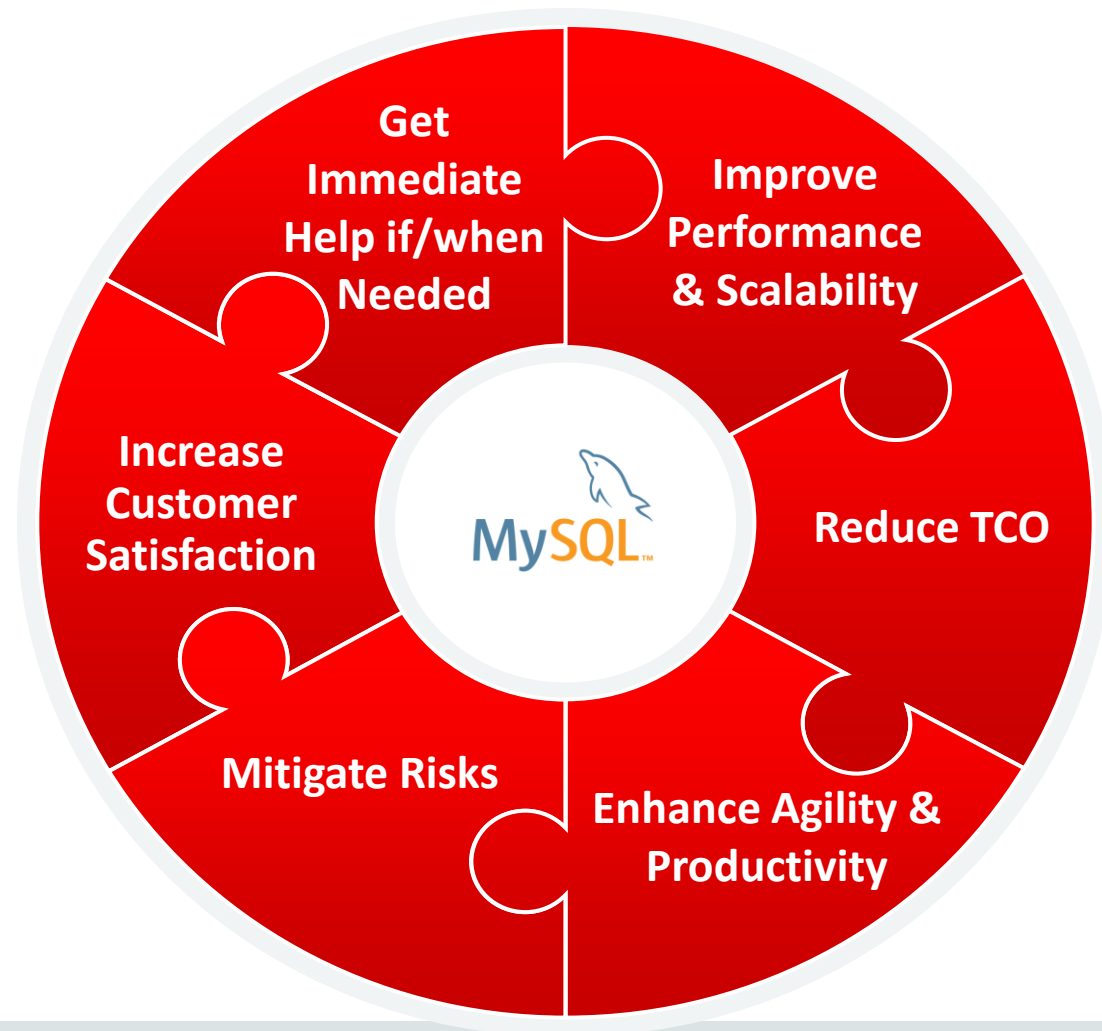 Get
Immediate
Help if/when
Needed
Improve
Performance
& Scalability
Reduce TCO
Enhance Agility &
Productivity
Mitigate Risks
Increase
Customer
Satisfaction
MySQL™